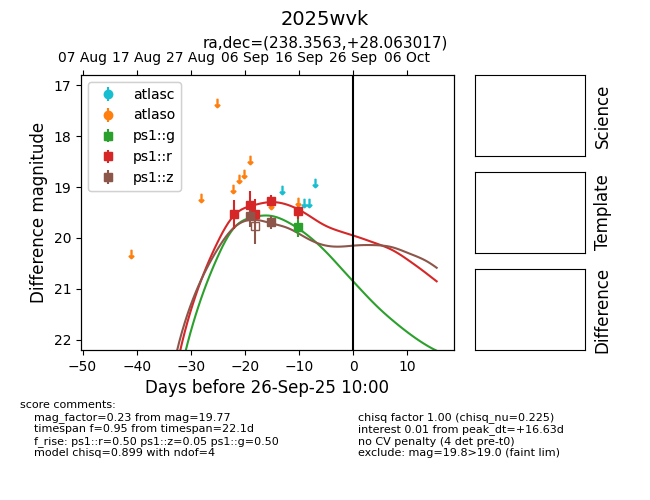 2025wvk
ra,dec=(238.3563,+28.063017)
07 Aug 17 Aug 27 Aug 06 Sep 16 Sep 26 Sep 06 Oct
17
18
19
20
21
22
Difference magnitude
atlasc
atlaso
ps1::g
ps1::r
ps1::z
−50
−40
−30
−20
−10
0
10
Days before 26-Sep-25 10:00
Science
Template
Difference
score comments:
mag_factor=0.23 from mag=19.77
timespan f=0.95 from timespan=22.1d
f_rise: ps1::r=0.50 ps1::z=0.05 ps1::g=0.50
model chisq=0.899 with ndof=4
chisq factor 1.00 (chisq_nu=0.225)
interest 0.01 from peak_dt=+16.63d
no CV penalty (4 det pre-t0)
exclude: mag=19.8>19.0 (faint lim)